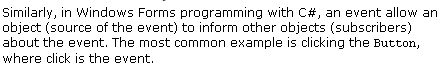 Similarly, in Windows Forms programming with C#, an event allow an
object (source of the event) to inform other objects (subscribers)
about the event. The most common example is clicking the Button,
where click is the event.